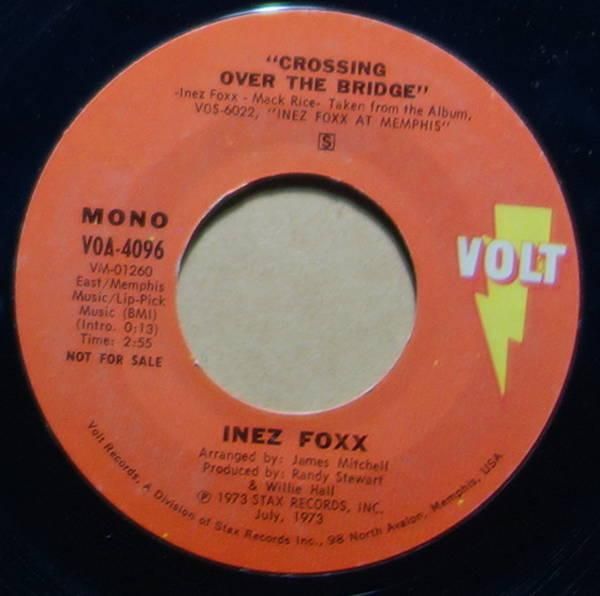 "CROSSING
OVER THE BRIDGE"
-Inez Foxx - Mack Rice- Taken from the Album,
VOS-6022, "INEZ FOXX AT MEMPHIS"
S
MONO
VOA-4096
VM-01260
East/Memphis
Music/Lip-Pick
Music (BMI)
(Intro. 0:13)
Time: 2:55
NOT FOR SALE
VOLT
INEZ FOXX
Arranged by: James Mitchell
Produced by: Randy Stewart
& Willie Hall
℗ 1973 STAX RECORDS, INC.
July, 1973
Volt Records, A Division of Stax Records Inc., 98 North Avalon, Memphis, USA